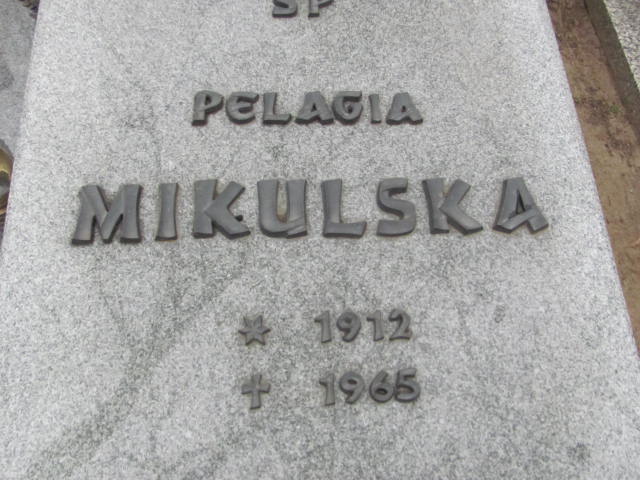 SP
PELAGIA
MIKULSKA
* 1912
✝ 1965